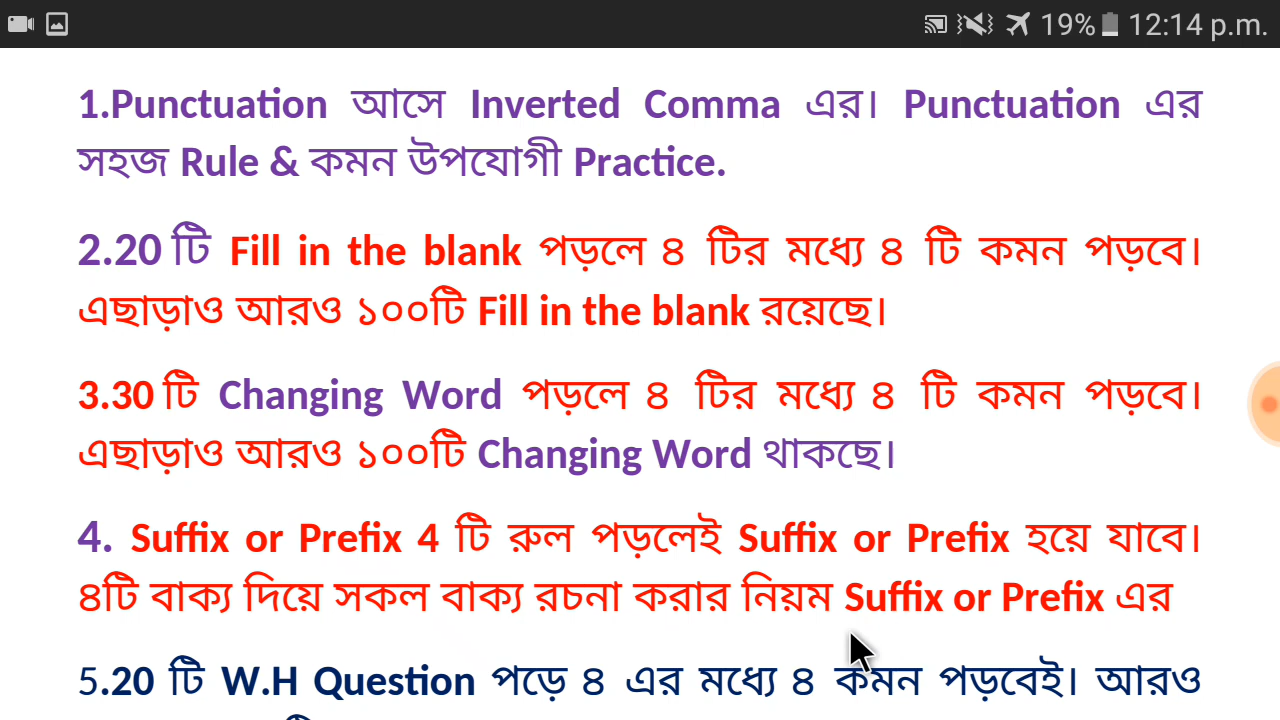 19% 12:14 p.m.
1.Punctuation আসে Inverted Comma এর। Punctuation এর
সহজ Rule & কমন উপযোগী Practice.
2.20 টি Fill in the blank পড়লে ৪ টির মধ্যে ৪ টি কমন পড়বে।
এছাড়াও আরও ১০০টি Fill in the blank রয়েছে।
3.30 টি Changing Word পড়লে ৪ টির মধ্যে ৪ টি কমন পড়বে।
এছাড়াও আরও ১০০টি Changing Word থাকছে।
4. Suffix or Prefix 4 টি রুল পড়লেই Suffix or Prefix হয়ে যাবে।
৪টি বাক্য দিয়ে সকল বাক্য রচনা করার নিয়ম Suffix or Prefix এর
5.20 টি W.H Question পড়ে ৪ এর মধ্যে ৪ কমন পড়বেই। আরও